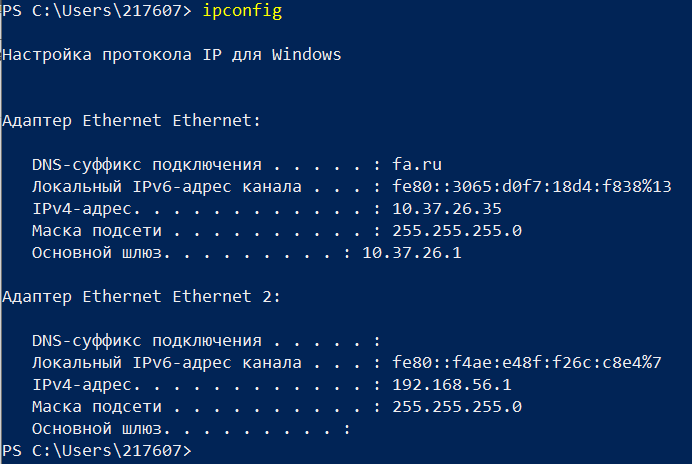 PS C:\Users\217607> ipconfig
Настройка протокола IP для Windows
Адаптер Ethernet Ethernet:
DNS-суффикс подключения . . . . . : fa.ru
Локальный IPv6-адрес канала . . . : fe80::3065:d0f7:18d4:f838%13
IPv4-адрес. . . . . . . . . . . . : 10.37.26.35
Маска подсети . . . . . . . . . . : 255.255.255.0
Основной шлюз. . . . . . . . . : 10.37.26.1
Адаптер Ethernet Ethernet 2:
DNS-суффикс подключения . . . . . :
Локальный IPv6-адрес канала . . . : fe80::f4ae:e48f:f26c:c8e4%7
IPv4-адрес. . . . . . . . . . . . : 192.168.56.1
Маска подсети . . . . . . . . . . : 255.255.255.0
Основной шлюз. . . . . . . . . :
PS C:\Users\217607>